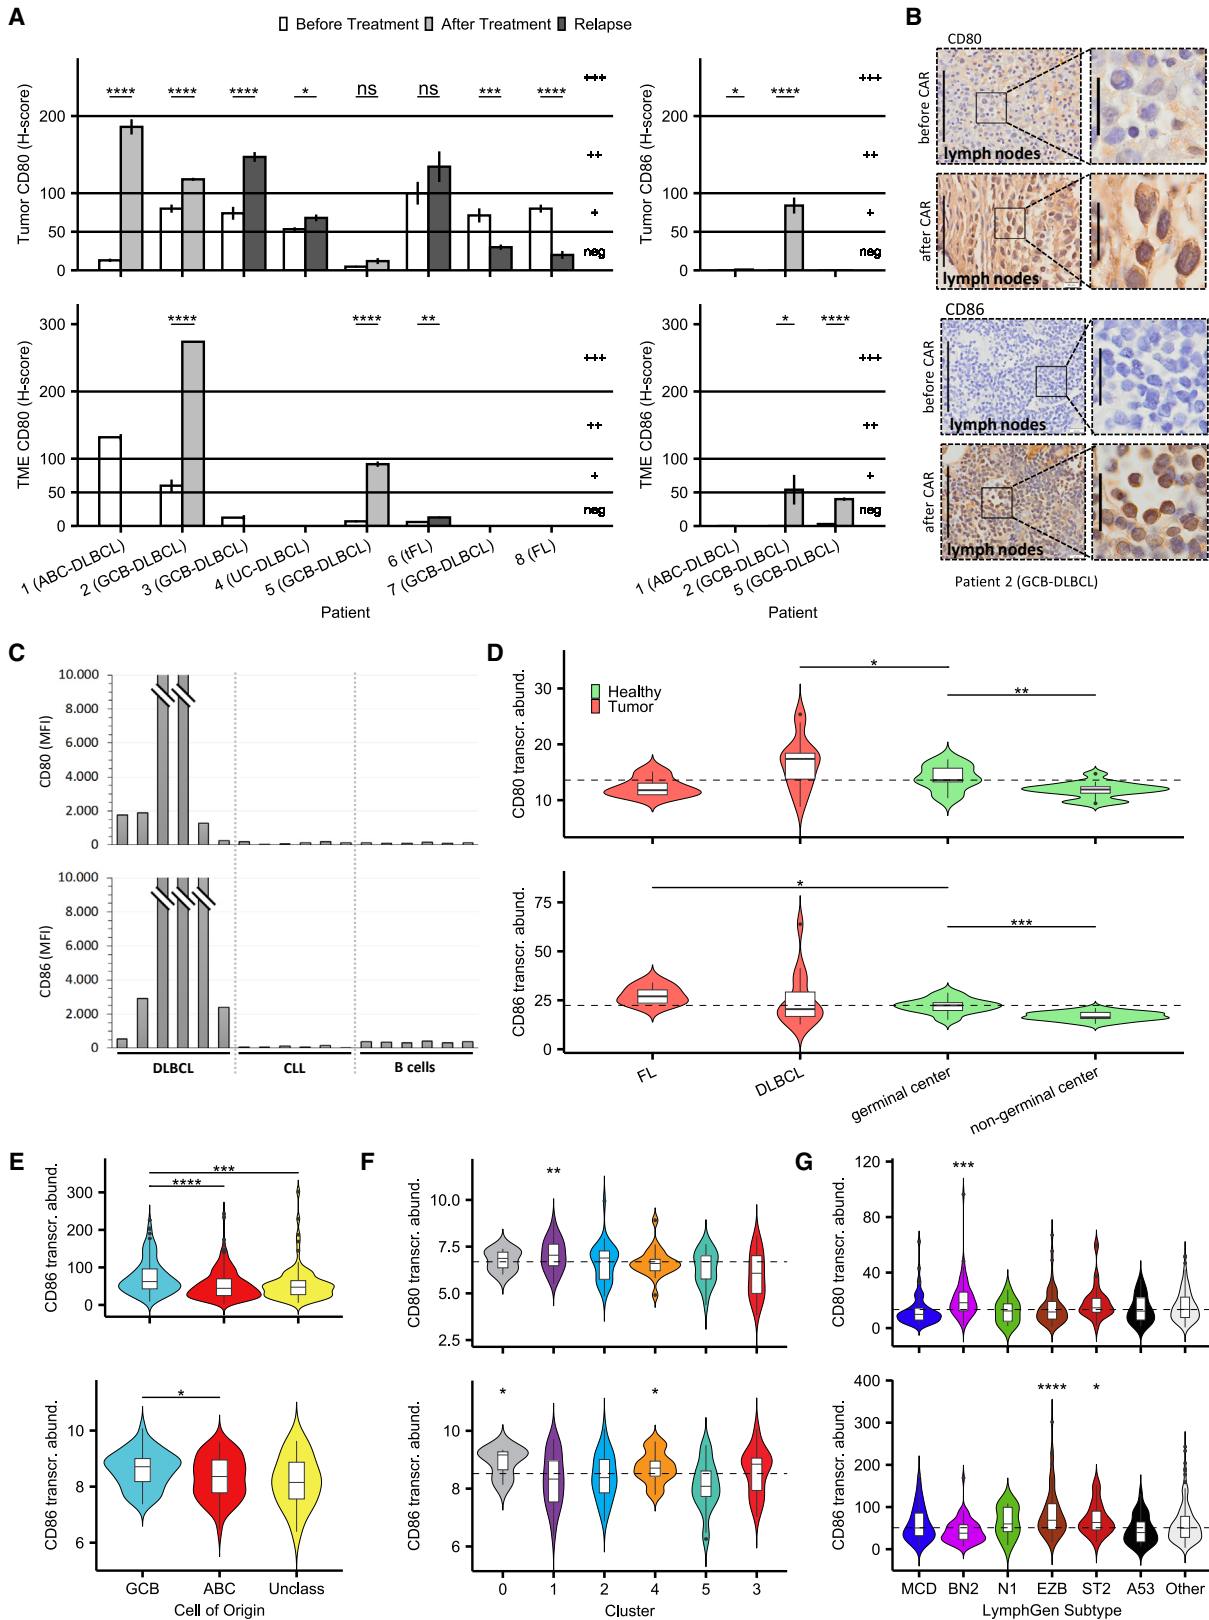 A
Before Treatment After Treatment Relapse
Tumor CD80 (H-score)
200
100
50
0
**** **** **** * ns ns *** ****
+++
++
+
neg
Tumor CD86 (H-score)
200
100
50
0
* ****
+++
++
+
neg
TME CD80 (H-score)
300
200
100
50
0
**** **** **
+++
++
+
neg
1 (ABC-DLBCL)
2 (GCB-DLBCL)
3 (GCB-DLBCL)
4 (UC-DLBCL)
5 (GCB-DLBCL)
6 (tFL)
7 (GCB-DLBCL)
8 (FL)
Patient
TME CD86 (H-score)
300
200
100
50
0
* ****
+++
++
+
neg
1 (ABC-DLBCL)
2 (GCB-DLBCL)
5 (GCB-DLBCL)
Patient
B
CD80
before CAR
lymph nodes
after CAR
lymph nodes
CD86
before CAR
lymph nodes
after CAR
lymph nodes
Patient 2 (GCB-DLBCL)
C
CD80 (MFI)
10.000
8.000
6.000
4.000
2.000
0
CD86 (MFI)
10.000
8.000
6.000
4.000
2.000
0
DLBCL CLL B cells
D
CD80 transcr. abund.
30
20
10
Healthy
Tumor
* **
CD86 transcr. abund.
75
50
25
0
* ***
FL
DLBCL
germinal center
non-germinal center
E
CD86 transcr. abund.
300
200
100
0
***
****
CD86 transcr. abund.
10
8
6
*
GCB ABC Unclass
Cell of Origin
F
CD80 transcr. abund.
10.0
7.5
5.0
2.5
**
CD86 transcr. abund.
10
8
6
* *
0 1 2 4 5 3
Cluster
G
CD80 transcr. abund.
120
80
40
0
***
CD86 transcr. abund.
400
300
200
100
0
**** *
MCD BN2 N1 EZB ST2 A53 Other
LymphGen Subtype